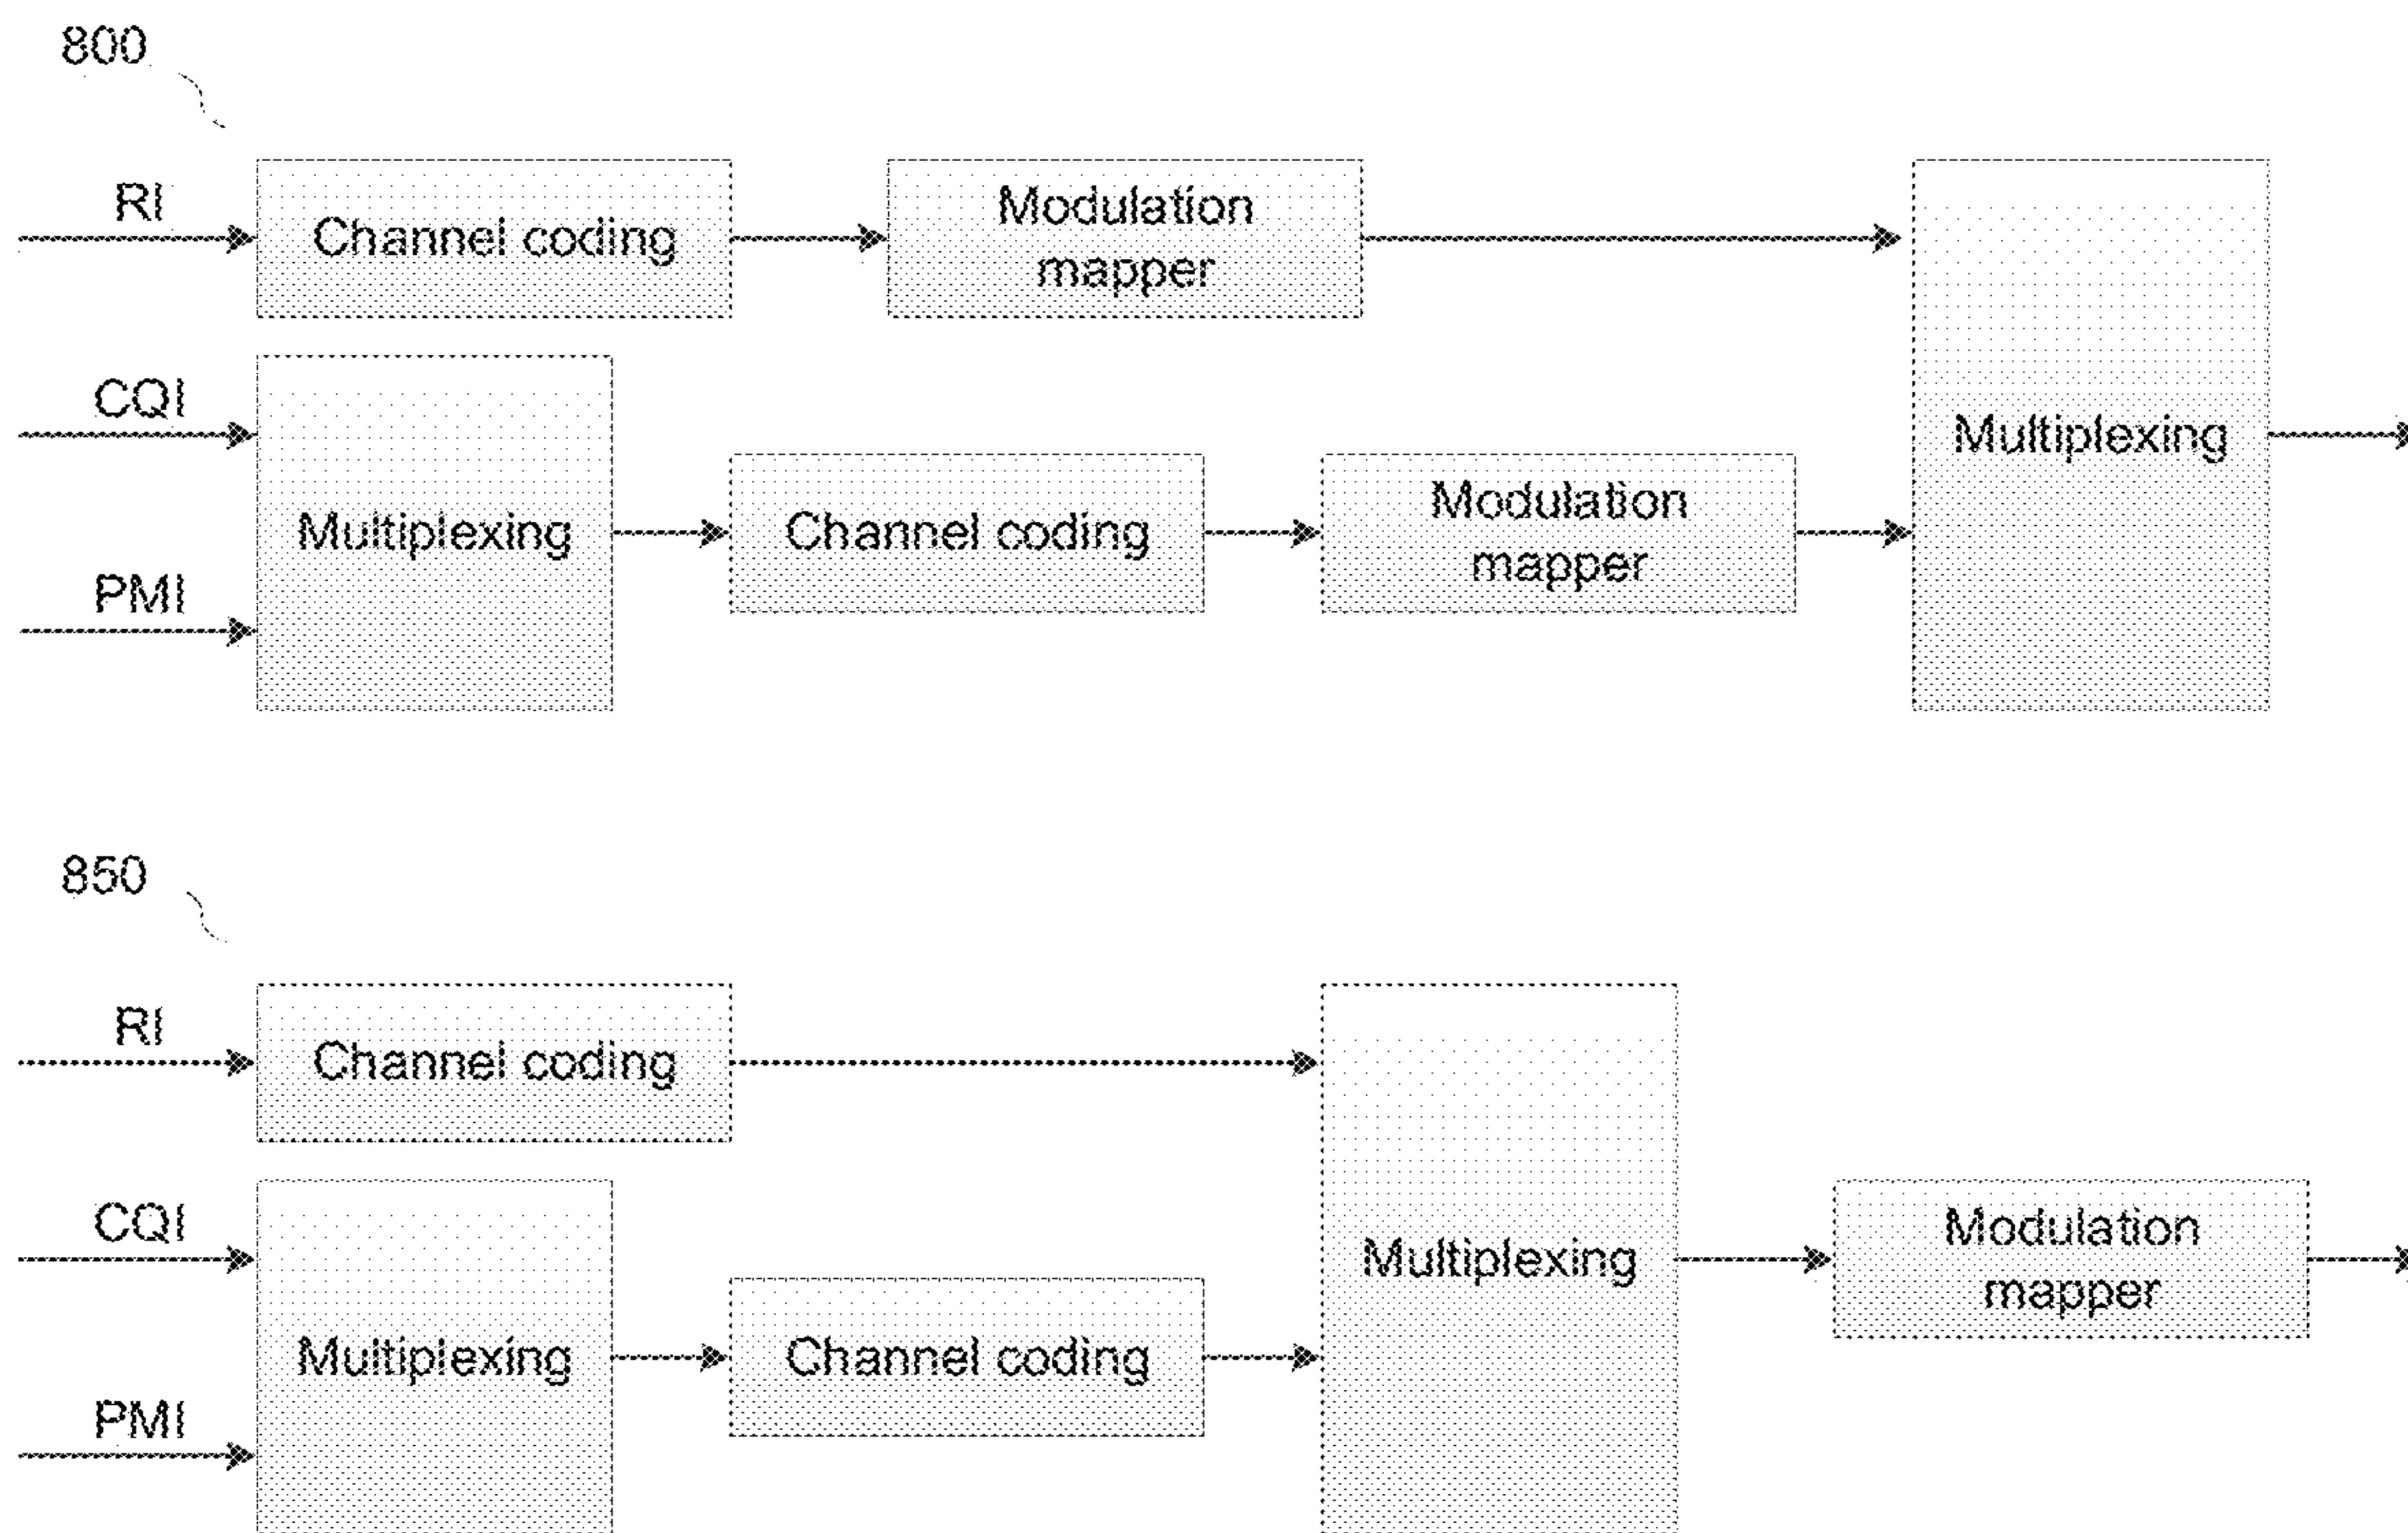 800
RI
Channel coding
Modulation
mapper
CQI
PMI
Multiplexing
Channel coding
Modulation
mapper
Multiplexing
850
RI
Channel coding
CQI
PMI
Multiplexing
Channel coding
Multiplexing
Modulation
mapper